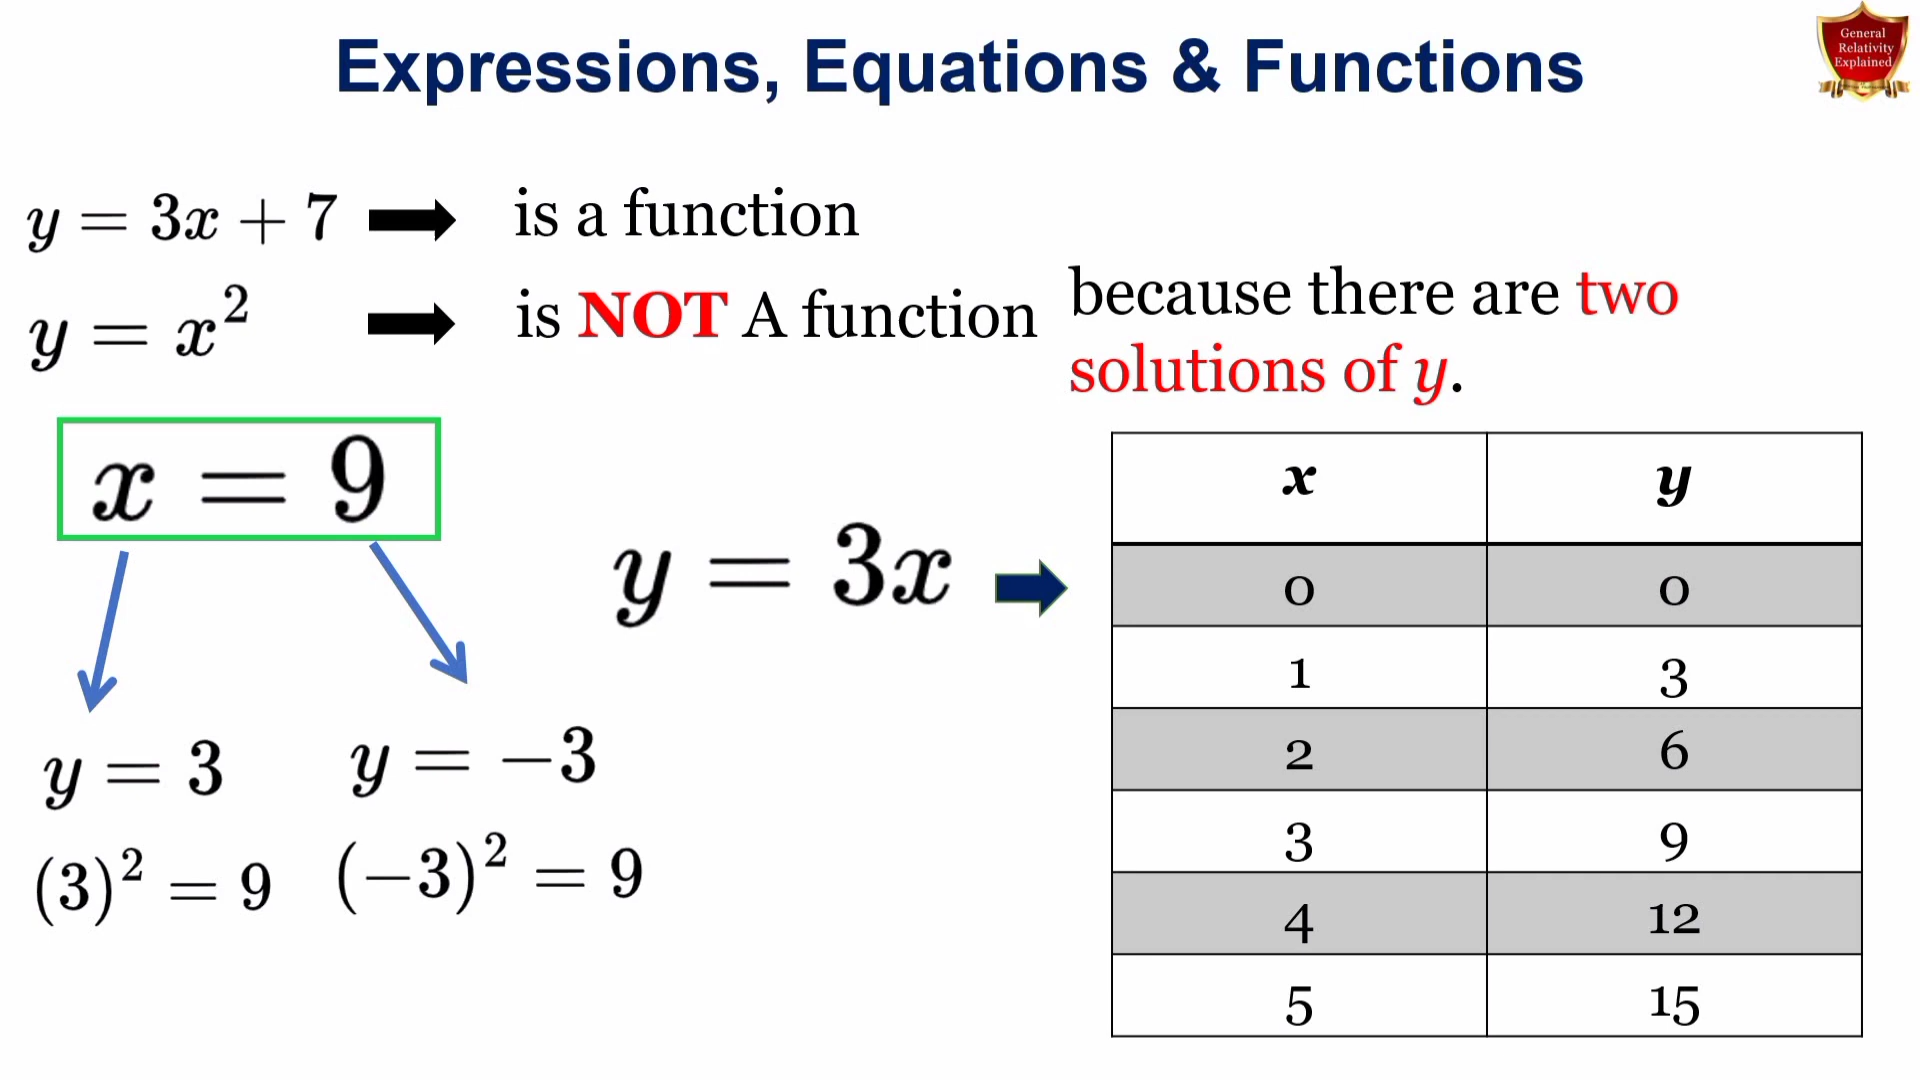 Expressions, Equations & Functions
General
Relativity
Explained
y = 3x + 7 is a function
y = x² is NOT A function because there are two
solutions of y.
x = 9
y = 3x
y = 3 y = −3
(3)² = 9 (−3)² = 9
x y
0 0
1 3
2 6
3 9
4 12
5 15